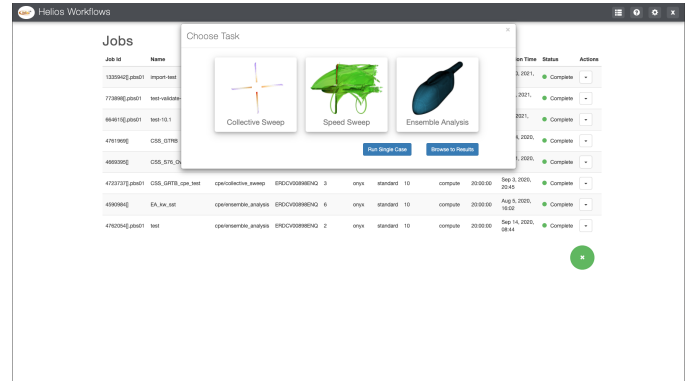 Helios Workflows
Jobs
Choose Task
×
Job Id Name on Time Status Actions
1335942[].pbs01 import-test 3, 2021, Complete
773898[].pbs01 test-validate- , 2021, Complete
664615[].pbs01 test-10.1 2021, Complete
4761969[] CSS_GTRB , 2020, Complete
4669395[] CSS_S76_Ov , 2020, Complete
Collective Sweep Speed Sweep Ensemble Analysis
Run Single Case Browse to Results
4723737[].pbs01 CSS_GRTB_cpe_test cpe/collective_sweep ERDCV00898ENQ 3 onyx standard 10 compute 20:00:00 Sep 3, 2020, 20:45 Complete
4590984[] EA_kw_sst cpe/ensemble_analysis ERDCV00898ENQ 6 onyx standard 10 compute 20:00:00 Aug 5, 2020, 16:02 Complete
4762054[].pbs01 test cpe/ensemble_analysis ERDCV00898ENQ 2 onyx standard 10 compute 20:00:00 Sep 14, 2020, 08:44 Complete